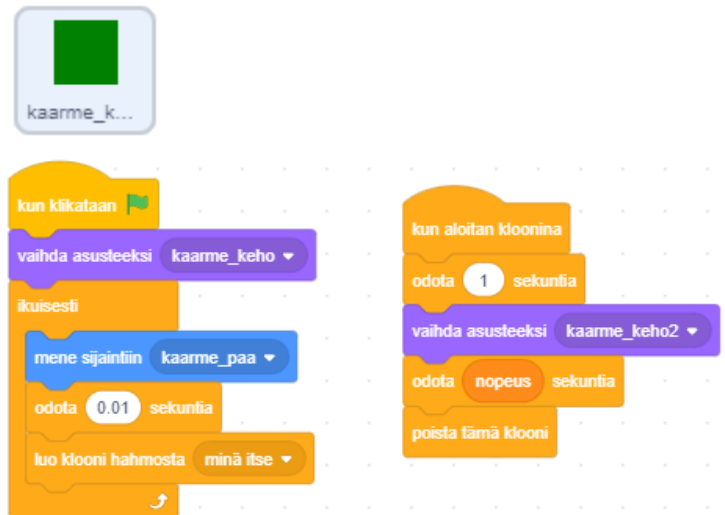 kaarme_k...
kun klikataan
vaihda asusteeksi kaarme_keho
ikuisesti
mene sijaintiin kaarme_paa
odota 0.01 sekuntia
luo klooni hahmosta minä itse
kun aloitan kloonina
odota 1 sekuntia
vaihda asusteeksi kaarme_keho2
odota nopeus sekuntia
poista tämä klooni